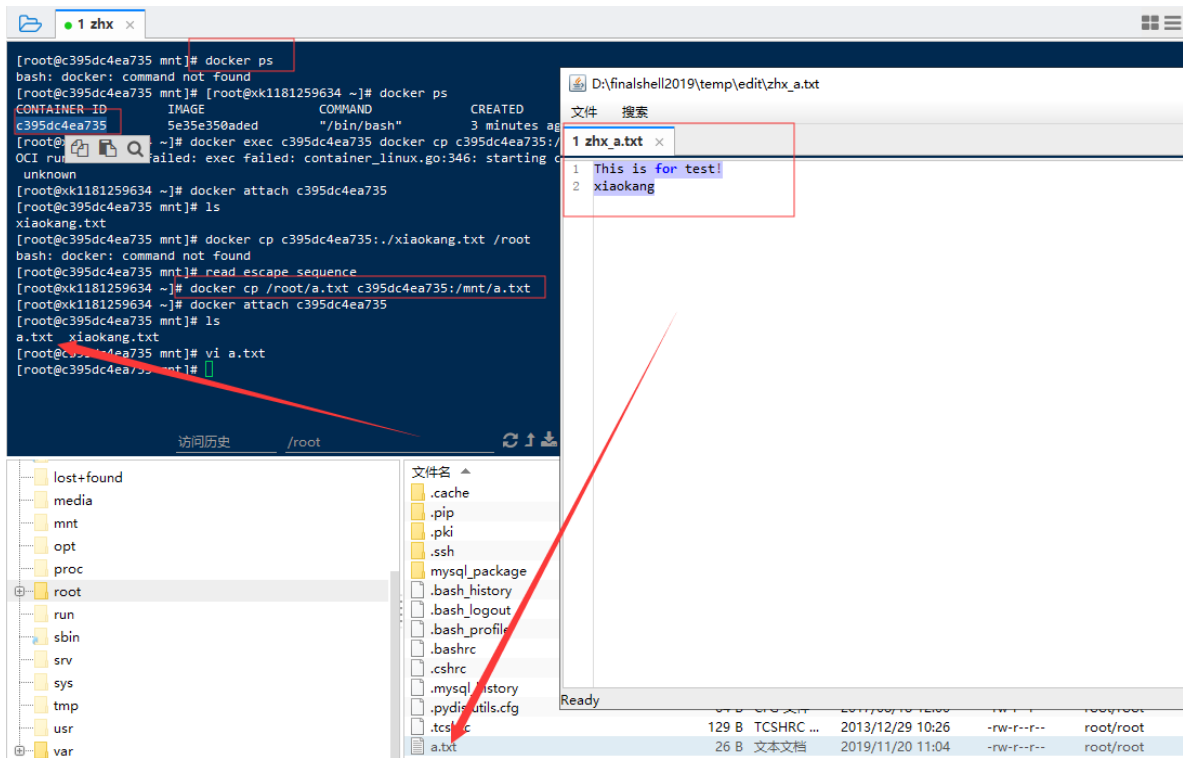 1 zhx ×
[root@c395dc4ea735 mnt]# docker ps
bash: docker: command not found
[root@c395dc4ea735 mnt]# [root@xk1181259634 ~]# docker ps
CONTAINER ID IMAGE COMMAND CREATED
c395dc4ea735 5e35e350aded "/bin/bash" 3 minutes ag
~]# docker exec c395dc4ea735 docker cp c395dc4ea735:/
OCI failed: exec failed: container_linux.go:346: starting c
unknown
[root@xk1181259634 ~]# docker attach c395dc4ea735
[root@c395dc4ea735 mnt]# ls
xiaokang.txt
[root@c395dc4ea735 mnt]# docker cp c395dc4ea735:./xiaokang.txt /root
bash: docker: command not found
[root@c395dc4ea735 mnt]# read escape sequence
[root@xk1181259634 ~]# docker cp /root/a.txt c395dc4ea735:/mnt/a.txt
[root@xk1181259634 ~]# docker attach c395dc4ea735
[root@c395dc4ea735 mnt]# ls
a.txt xiaokang.txt
[root@c395dc4ea735 mnt]# vi a.txt
[root@c395dc4ea735 mnt]#
访问历史 /root
D:\finalshell2019\temp\edit\zhx_a.txt
文件 搜索
1 zhx_a.txt ×
1 This is for test!
2 xiaokang
Ready
lost+found
media
mnt
opt
proc
root
run
sbin
srv
sys
tmp
usr
var
文件名
.cache
.pip
.pki
.ssh
mysql_package
.bash_history
.bash_logout
.bash_profile
.bashrc
.cshrc
.mysql_history
.pydistutils.cfg
.tcshrc 129 B TCSHRC ... 2013/12/29 10:26 -rw-r--r-- root/root
a.txt 26 B 文本文档 2019/11/20 11:04 -rw-r--r-- root/root